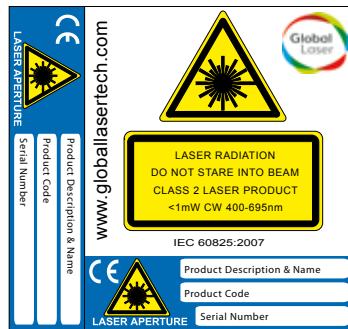 CE
LASER APERTURE
Product Description & Name
Product Code
Serial Number
www.globallasertech.com
Global
Laser
LASER RADIATION
DO NOT STARE INTO BEAM
CLASS 2 LASER PRODUCT
<1mW CW 400-695nm
IEC 60825:2007
CE
LASER APERTURE
Product Description & Name
Product Code
Serial Number